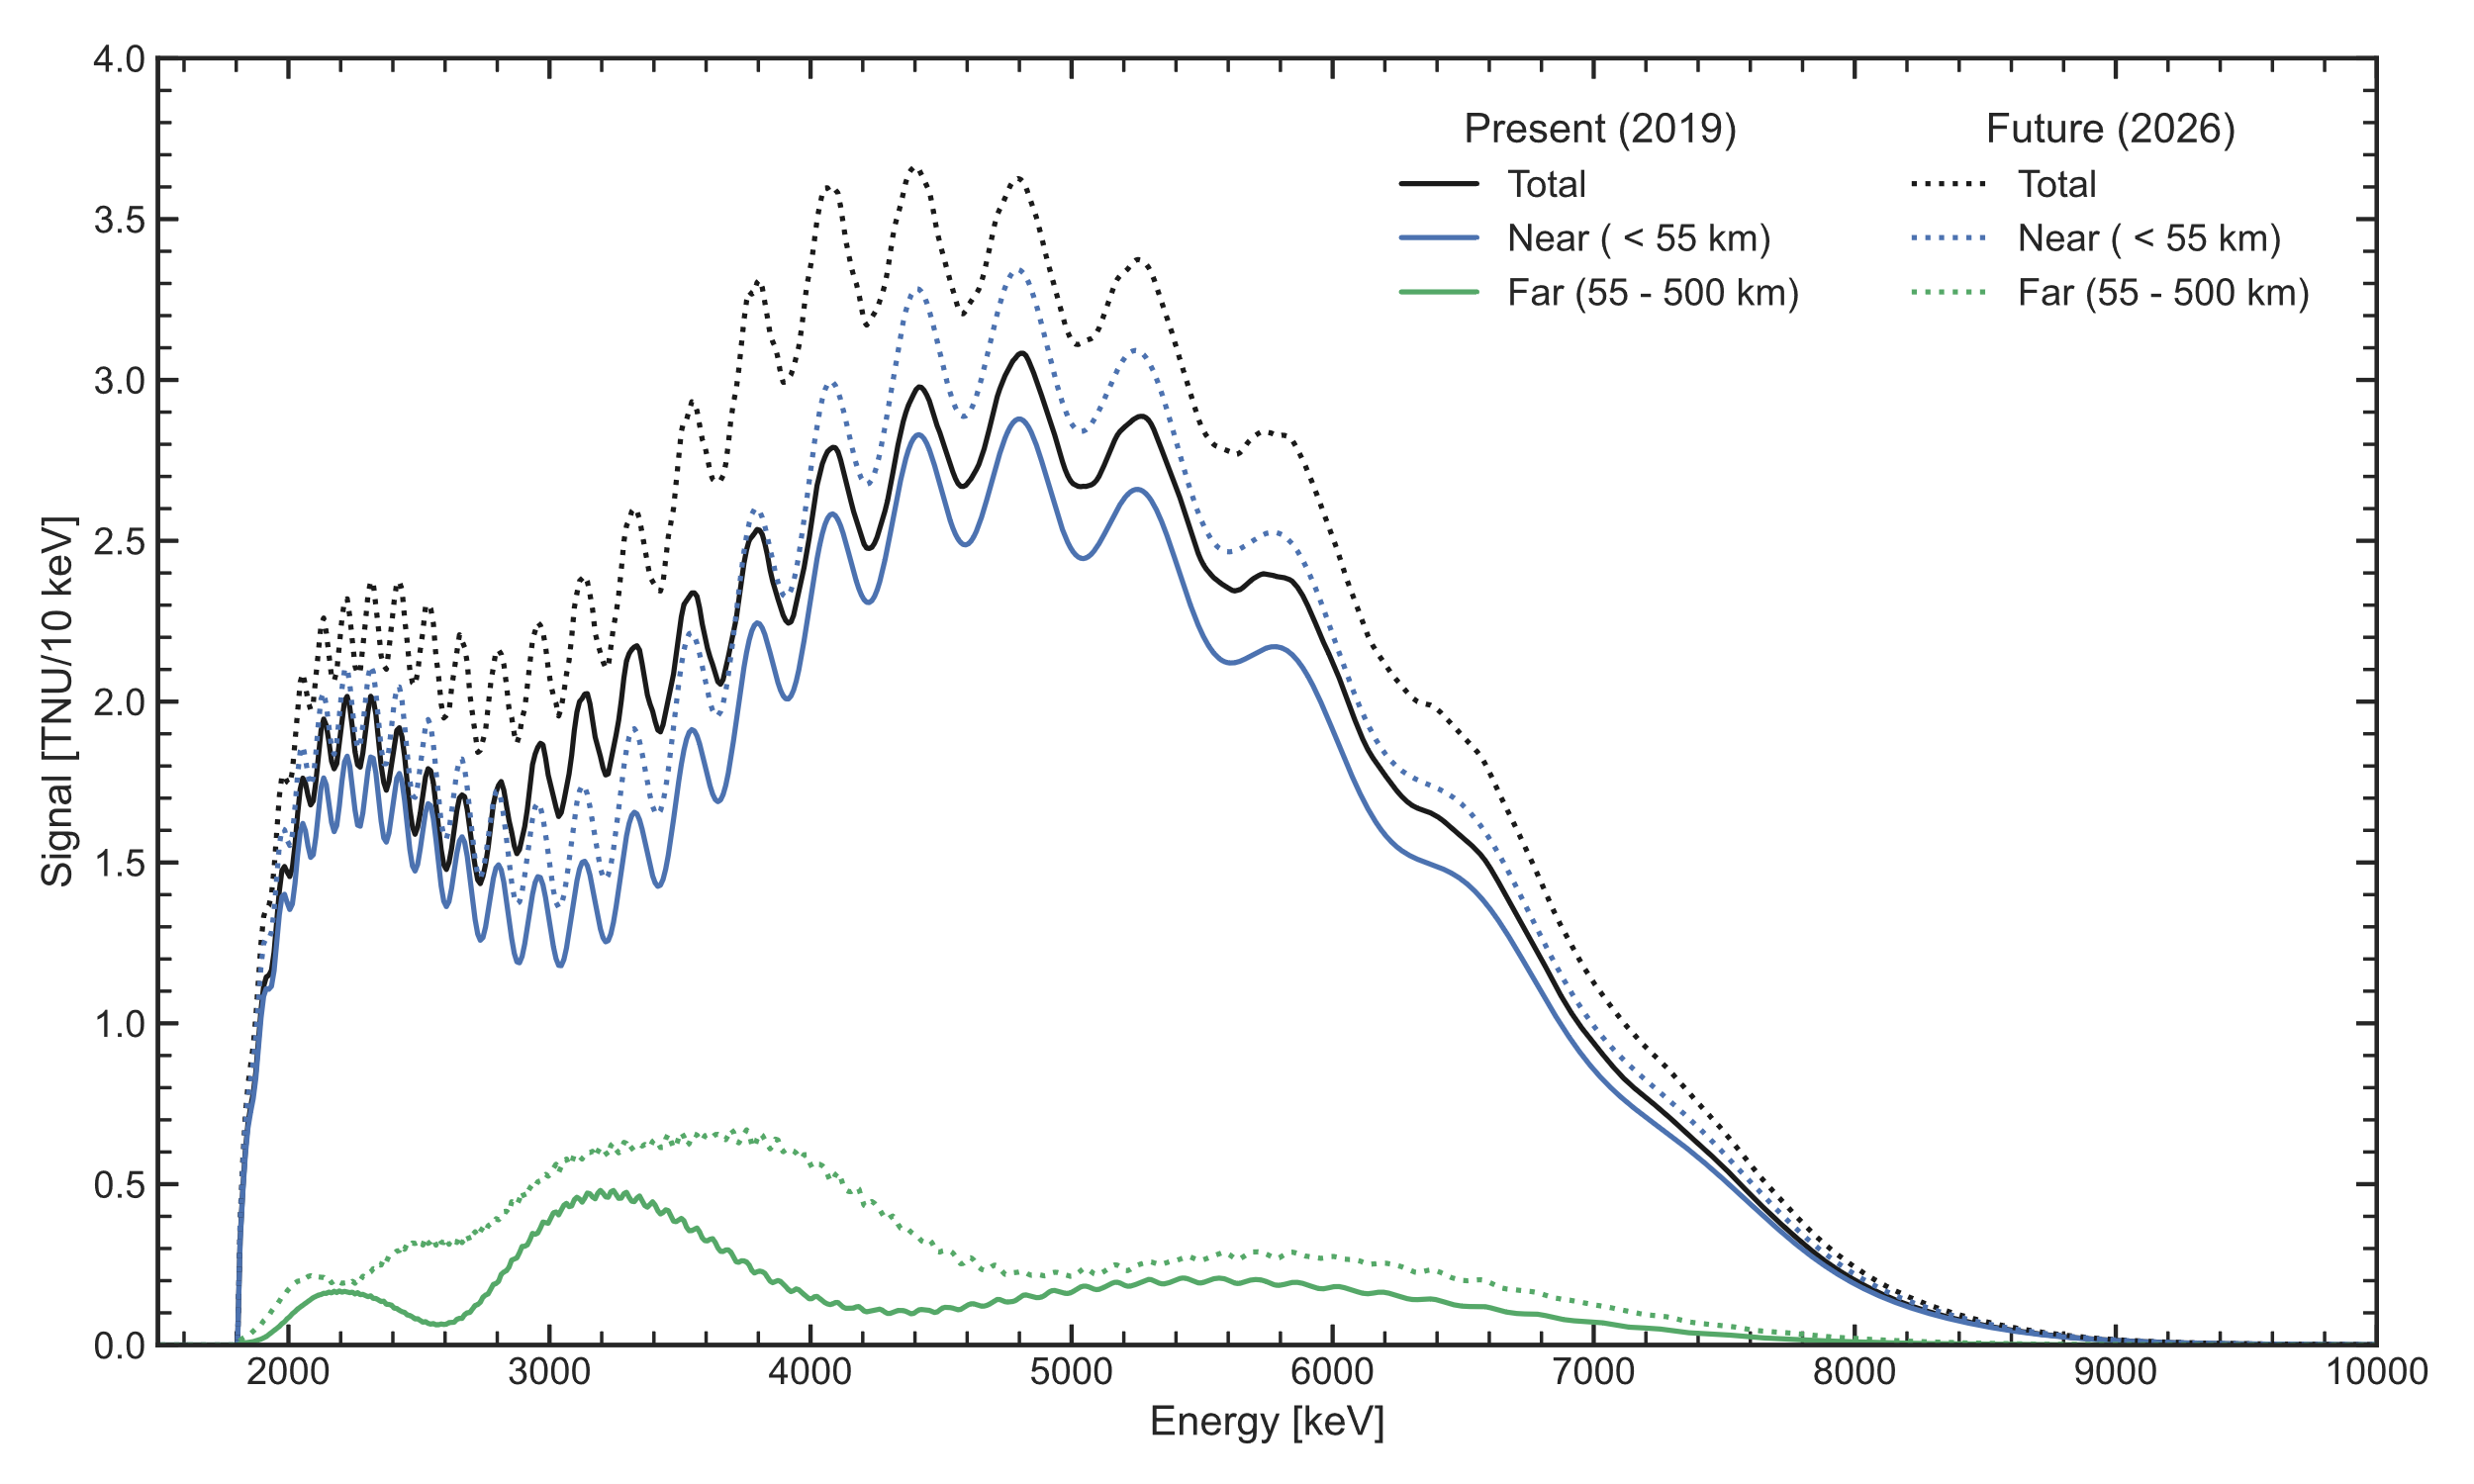 4.0
3.5
3.0
2.5
2.0
1.5
1.0
0.5
0.0
Signal [TNU/10 keV]
Present (2019)
Total
Near ( < 55 km)
Far (55 - 500 km)
Future (2026)
Total
Near ( < 55 km)
Far (55 - 500 km)
2000 3000 4000 5000 6000 7000 8000 9000 10000
Energy [keV]